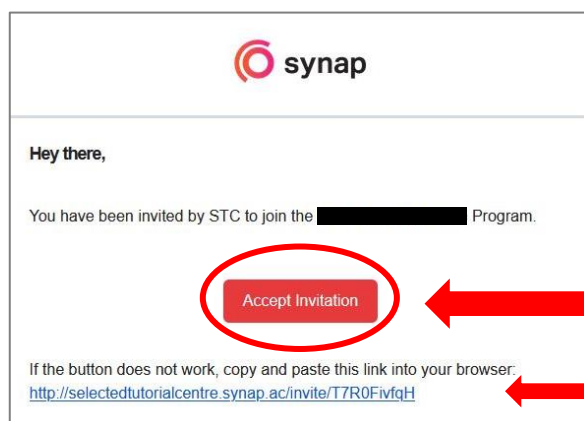 synap
Hey there,
You have been invited by STC to join the Program.
Accept Invitation
If the button does not work, copy and paste this link into your browser:
http://selectedtutorialcentre.synap.ac/invite/T7R0FivfqH